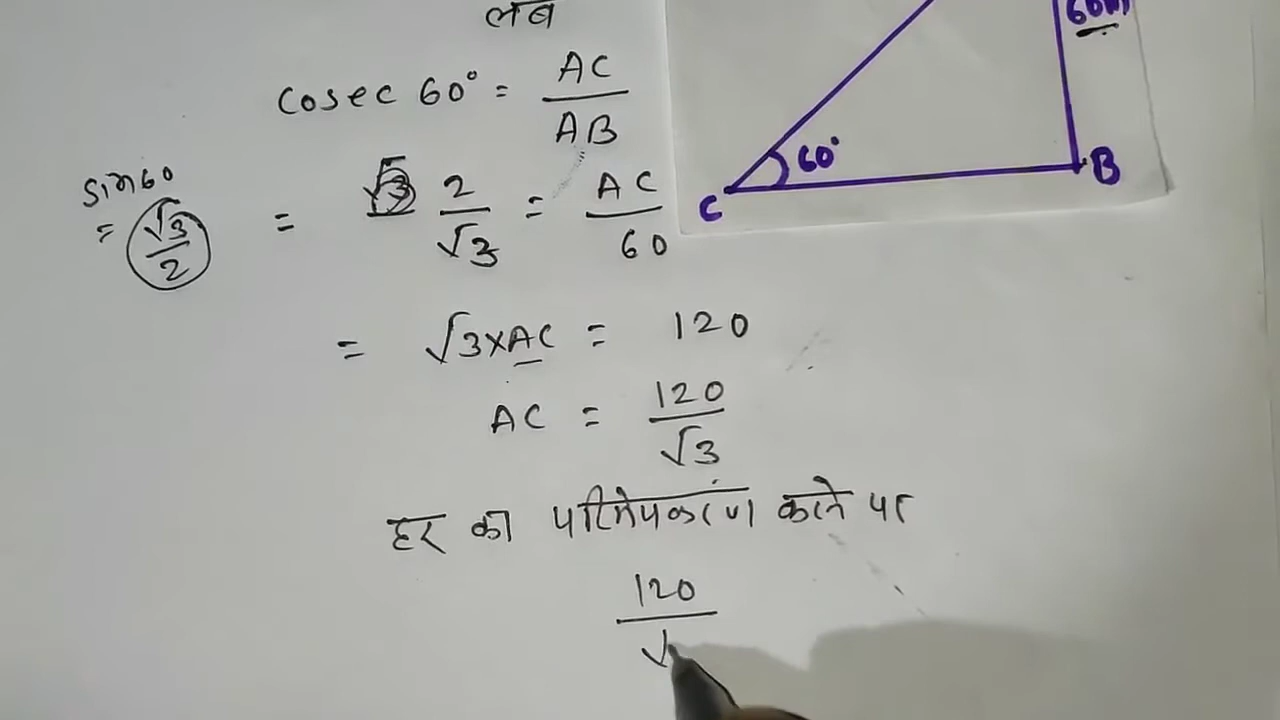 लंब
60m
cosec 60° = AC / AB
60°
B
C
sin60 = √3 / 2
= 2 / √3 = AC / 60
= √3×AC = 120
AC = 120 / √3
हर का परिमेयकरण करने पर
120 / √